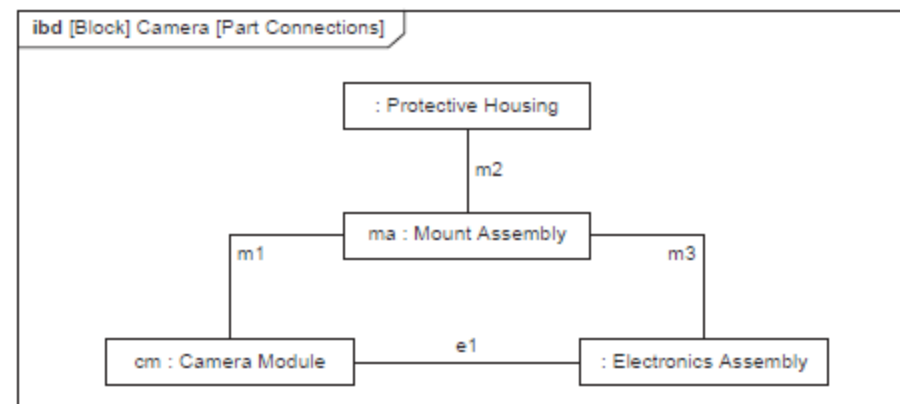 ibd [Block] Camera [Part Connections]
: Protective Housing
m2
ma : Mount Assembly
m1
m3
cm : Camera Module
e1
: Electronics Assembly